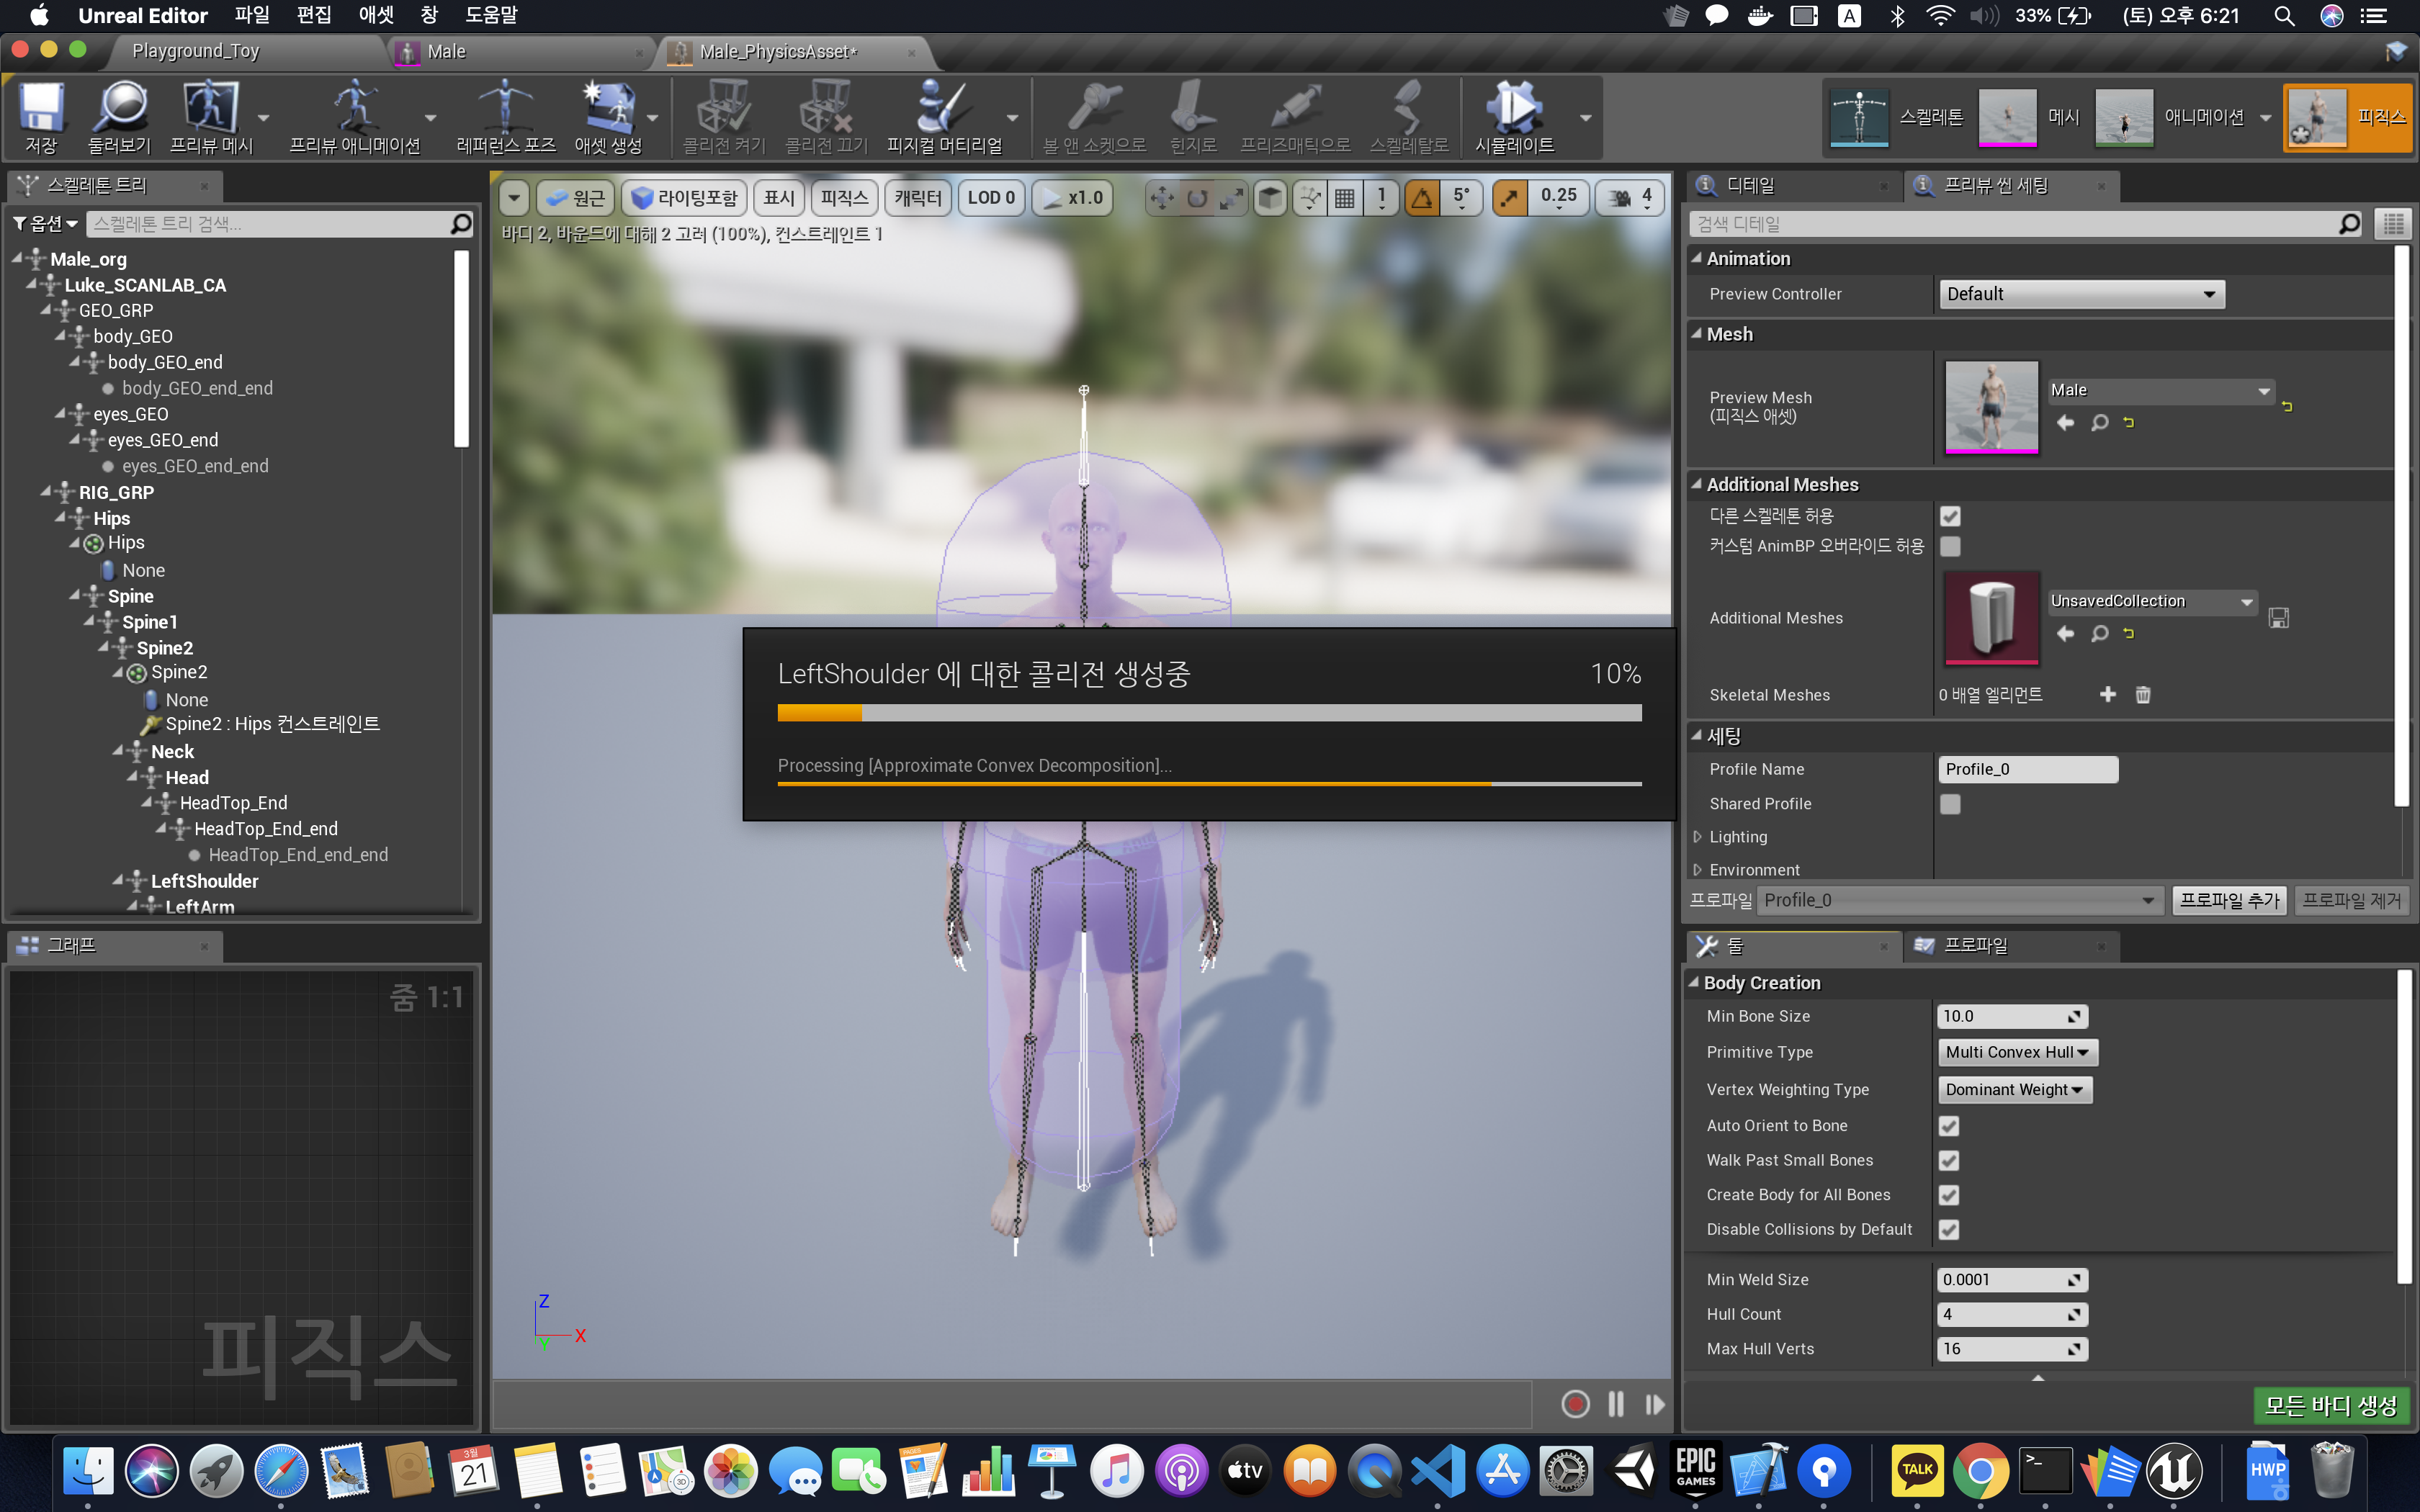 Unreal Editor 파일 편집 애셋 창 도움말
A 33% (토) 오후 6:21
Playground_Toy Male Male_PhysicsAsset*
저장 둘러보기 프리뷰 메시 프리뷰 애니메이션 레퍼런스 포즈 애셋 생성 콜리전 켜기 콜리전 끄기 피지컬 머티리얼 볼 앤 소켓으로 힌지로 프리즈매틱으로 스켈레탈로 시뮬레이트
스켈레톤 메시 애니메이션 피직스
스켈레톤 트리
옵션 스켈레톤 트리 검색...
Male_org
Luke_SCANLAB_CA
GEO_GRP
body_GEO
body_GEO_end
body_GEO_end_end
eyes_GEO
eyes_GEO_end
eyes_GEO_end_end
RIG_GRP
Hips
Hips
None
Spine
Spine1
Spine2
Spine2
None
Spine2 : Hips 컨스트레인트
Neck
Head
HeadTop_End
HeadTop_End_end
HeadTop_End_end_end
LeftShoulder
LeftArm
그래프
줌 1:1
피직스
원근 라이팅포함 표시 피직스 캐릭터 LOD 0 x1.0 1 5° 0.25 4
바디 2, 바운드에 대해 2 고려 (100%), 컨스트레인트 1
LeftShoulder 에 대한 콜리전 생성중 10%
Processing [Approximate Convex Decomposition]...
Z
X
Y
디테일 프리뷰 씬 세팅
검색 디테일
Animation
Preview Controller Default
Mesh
Preview Mesh
(피직스 애셋)
Male
Additional Meshes
다른 스켈레톤 허용
커스텀 AnimBP 오버라이드 허용
Additional Meshes UnsavedCollection
Skeletal Meshes 0 배열 엘리먼트
세팅
Profile Name Profile_0
Shared Profile
Lighting
Environment
프로파일 Profile_0 프로파일 추가 프로파일 제거
툴 프로파일
Body Creation
Min Bone Size 10.0
Primitive Type Multi Convex Hull
Vertex Weighting Type Dominant Weight
Auto Orient to Bone
Walk Past Small Bones
Create Body for All Bones
Disable Collisions by Default
Min Weld Size 0.0001
Hull Count 4
Max Hull Verts 16
모든 바디 생성
3월
21
PAGES
3D
tv
EPIC
GAMES
TALK
>_
HWP